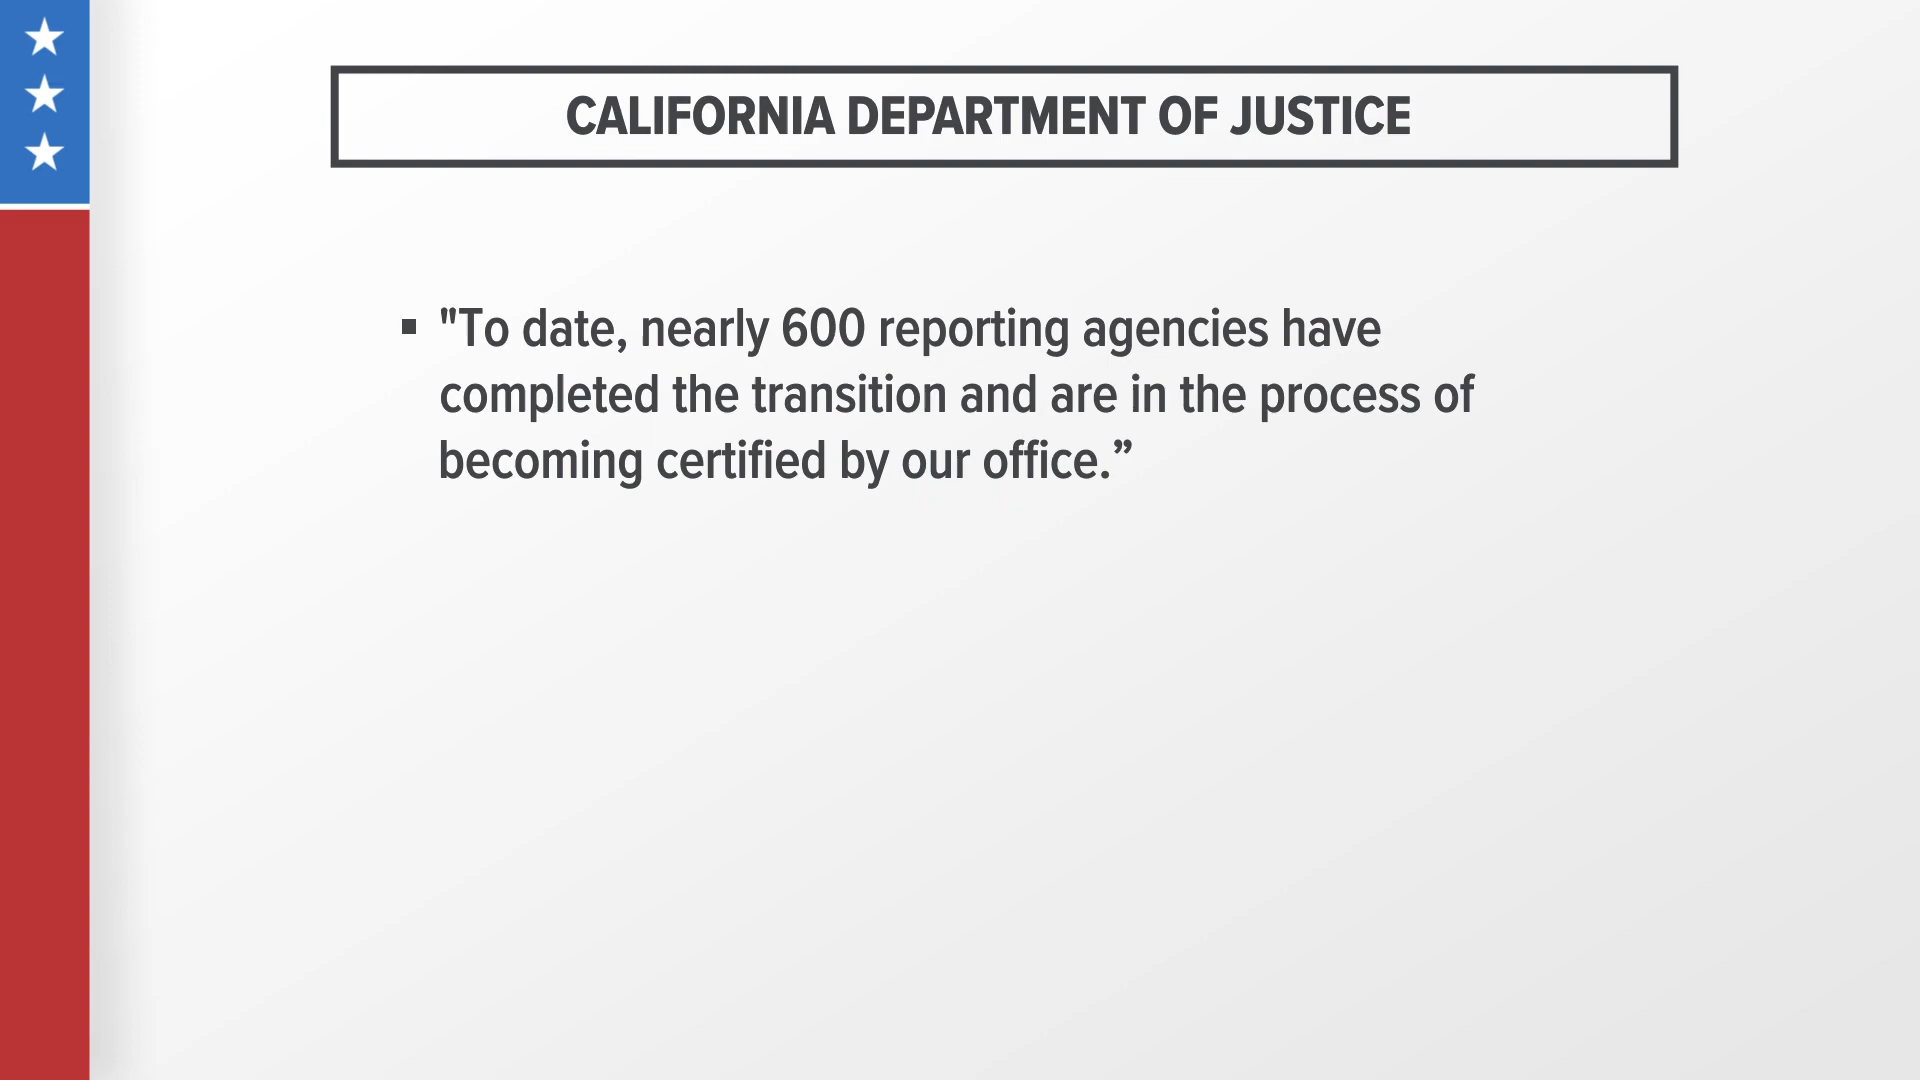 CALIFORNIA DEPARTMENT OF JUSTICE
▪ "To date, nearly 600 reporting agencies have
completed the transition and are in the process of
becoming certified by our office.”